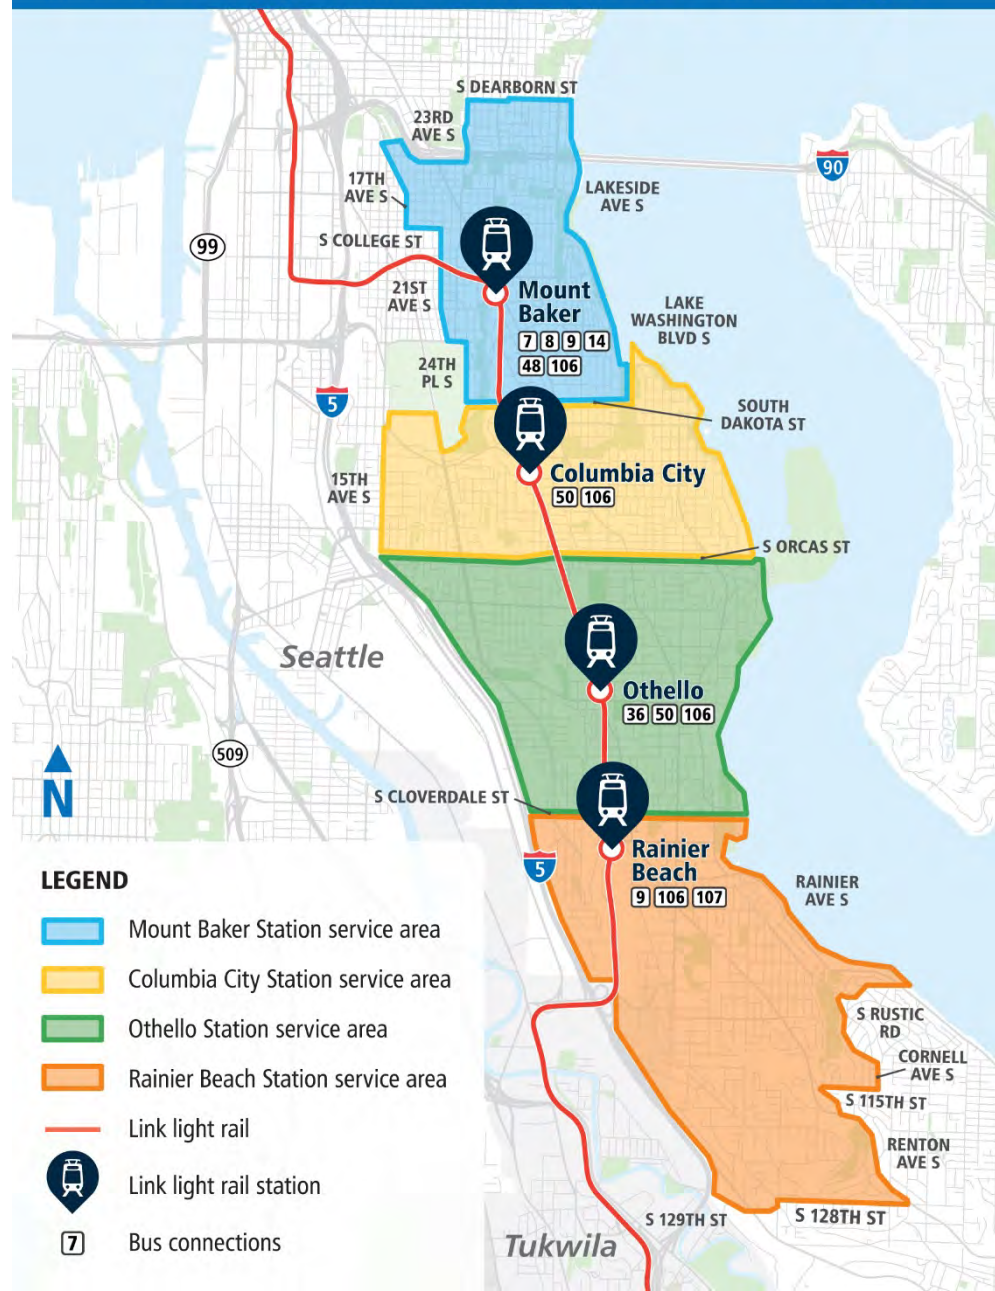 S DEARBORN ST
23RD
AVE S
90
17TH
AVE S
LAKESIDE
AVE S
99
S COLLEGE ST
21ST
AVE S
Mount
Baker
7 8 9 14
48 106
LAKE
WASHINGTON
BLVD S
24TH
PL S
5
SOUTH
DAKOTA ST
15TH
AVE S
Columbia City
50 106
S ORCAS ST
Seattle
Othello
36 50 106
509
N
S CLOVERDALE ST
Rainier
Beach
9 106 107
5
RAINIER
AVE S
S RUSTIC
RD
CORNELL
AVE S
S 115TH ST
RENTON
AVE S
S 129TH ST
S 128TH ST
Tukwila
LEGEND
Mount Baker Station service area
Columbia City Station service area
Othello Station service area
Rainier Beach Station service area
Link light rail
Link light rail station
7
Bus connections